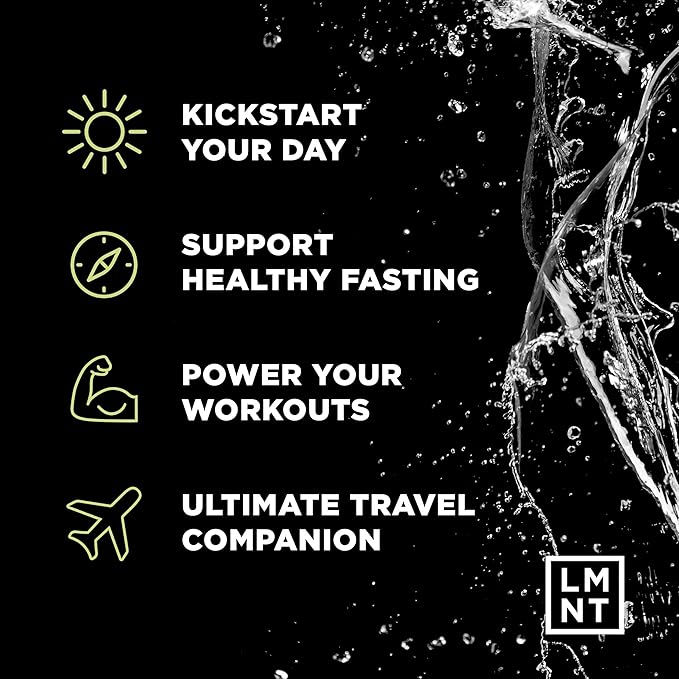 KICKSTART
YOUR DAY
SUPPORT
HEALTHY FASTING
POWER YOUR
WORKOUTS
ULTIMATE TRAVEL
COMPANION
LM
NT